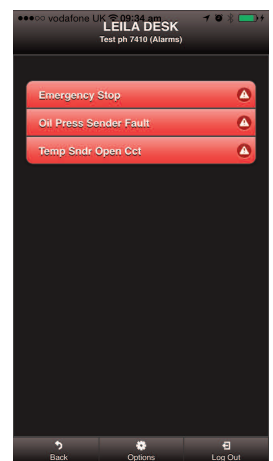 vodafone UK 09:34 am
LEILA DESK
Test ph 7410 (Alarms)
Emergency Stop
Oil Press Sender Fault
Temp Sndr Open Cct
Back Options Log Out